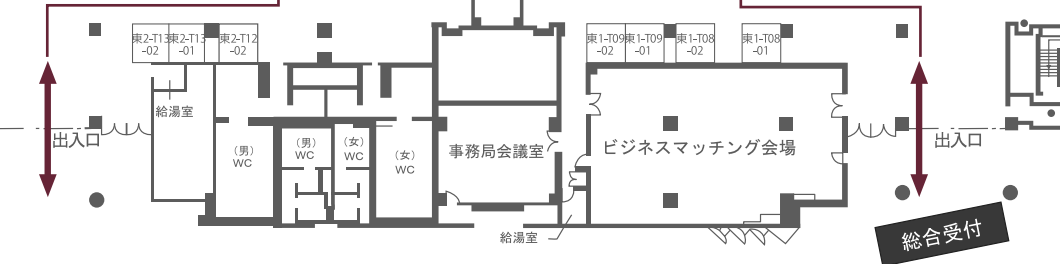 東2-T13
-02
東2-T13
-01
東2-T12
-02
東1-T09
-02
東1-T09
-01
東1-T08
-02
東1-T08
-01
給湯室
出入口
(男)
WC
(男)
WC
(女)
WC
(女)
WC
事務局会議室
ビジネスマッチング会場
出入口
給湯室
総合受付